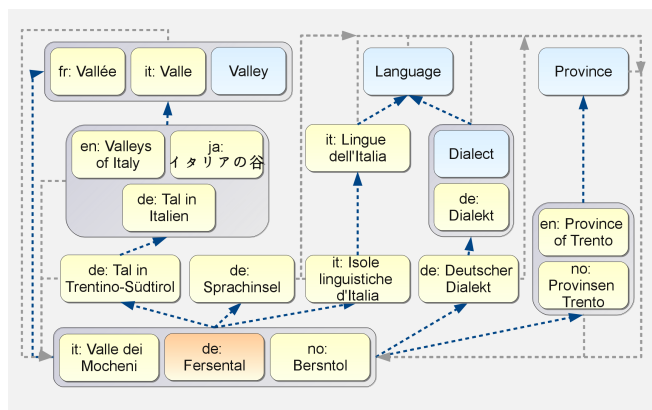 fr: Vallée
it: Valle
Valley
Language
Province
en: Valleys
of Italy
ja:
イタリアの谷
it: Lingue
dell'Italia
Dialect
de: Tal in
Italien
de:
Dialekt
en: Province
of Trento
de: Tal in
Trentino-Südtirol
de:
Sprachinsel
it: Isole
linguistiche
d'Italia
de: Deutscher
Dialekt
no:
Provinsen
Trento
it: Valle dei
Mocheni
de:
Fersental
no:
Bersntol